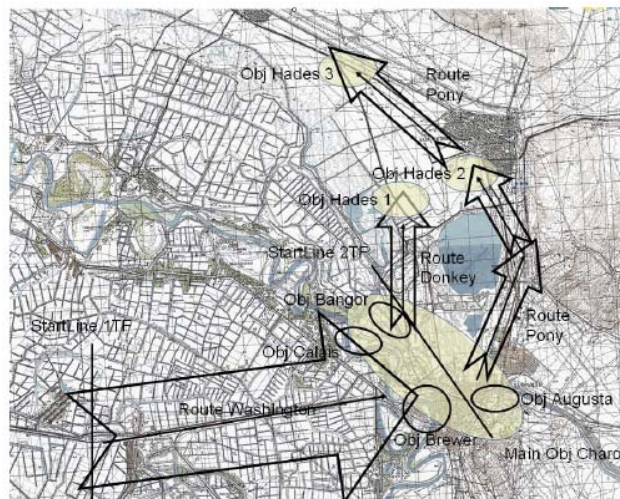 Obj Hades 3
Route
Pony
Obj Hades 2
Obj Hades 1
StartLine 2TF
Route
Donkey
Obj Bangor
StartLine 1TF
Route
Pony
Obj Calais
Route Washington
Obj Augusta
Obj Brewer
Main Obj Charo